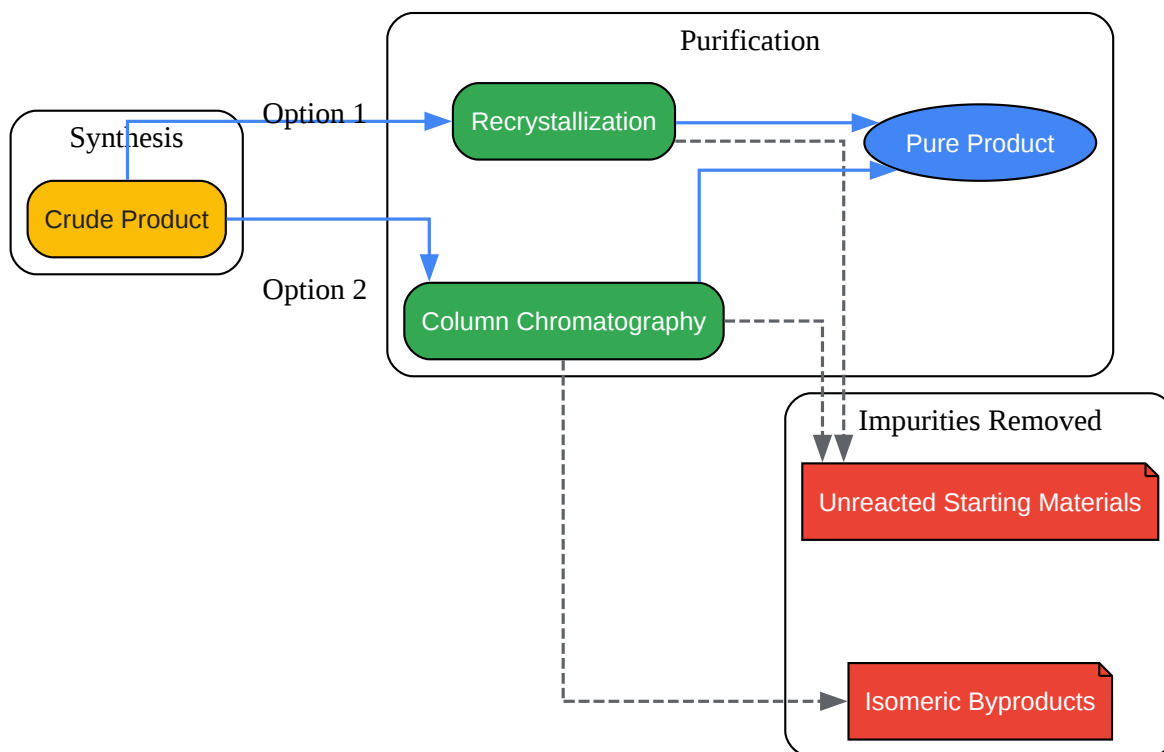 Purification
Option 1
Recrystallization
Synthesis
Pure Product
Crude Product
Option 2
Column Chromatography
Impurities Removed
Unreacted Starting Materials
Isomeric Byproducts